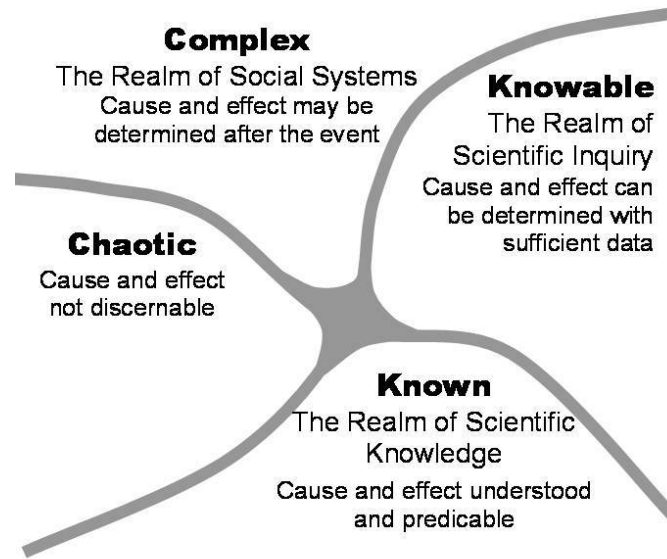 Complex
The Realm of Social Systems
Cause and effect may be
determined after the event
Knowable
The Realm of
Scientific Inquiry
Cause and effect can
be determined with
sufficient data
Chaotic
Cause and effect
not discernable
Known
The Realm of Scientific
Knowledge
Cause and effect understood
and predicable